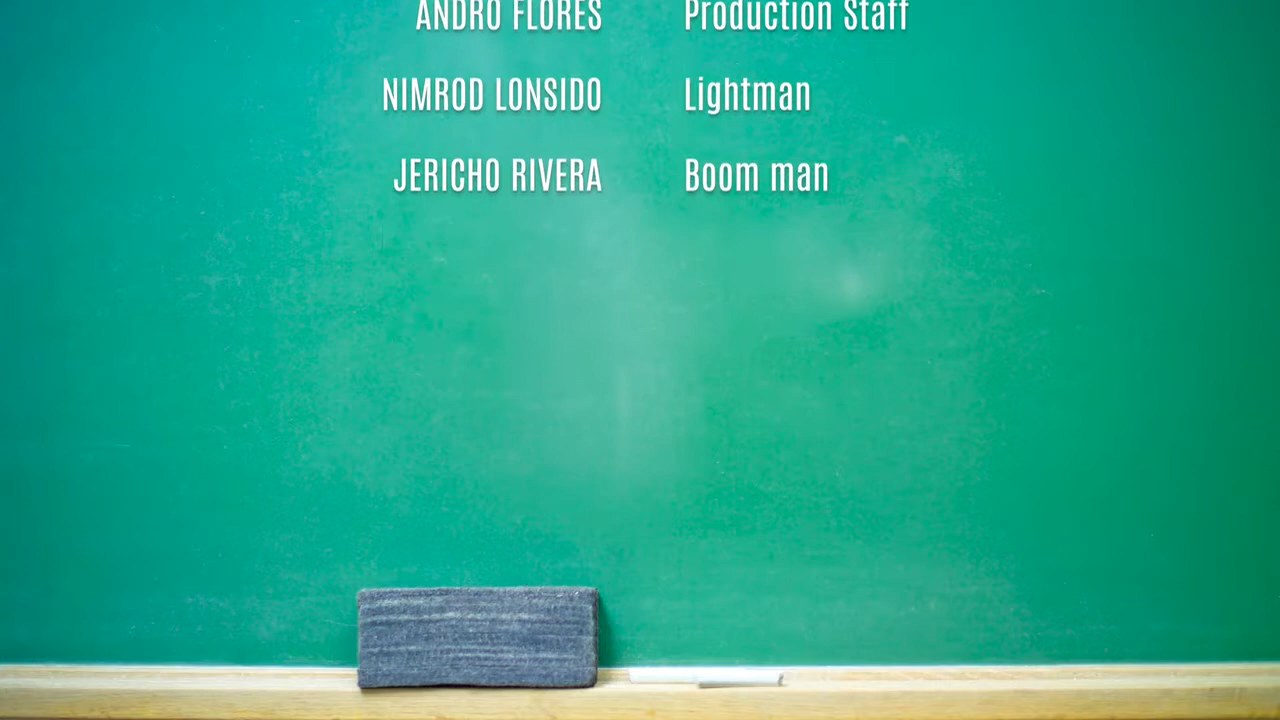 ANDRO FLORES Production Staff
NIMROD LONSIDO Lightman
JERICHO RIVERA Boom man